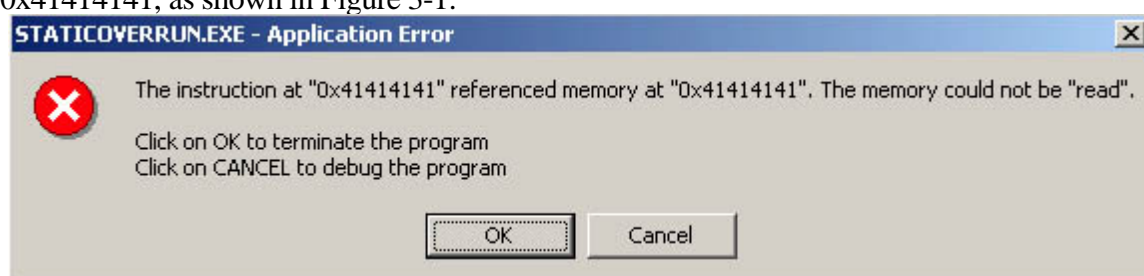 0x41414141, as shown in Figure 5-1.
STATICOVERRUN.EXE - Application Error
The instruction at "0x41414141" referenced memory at "0x41414141". The memory could not be "read".
Click on OK to terminate the program
Click on CANCEL to debug the program
OK
Cancel